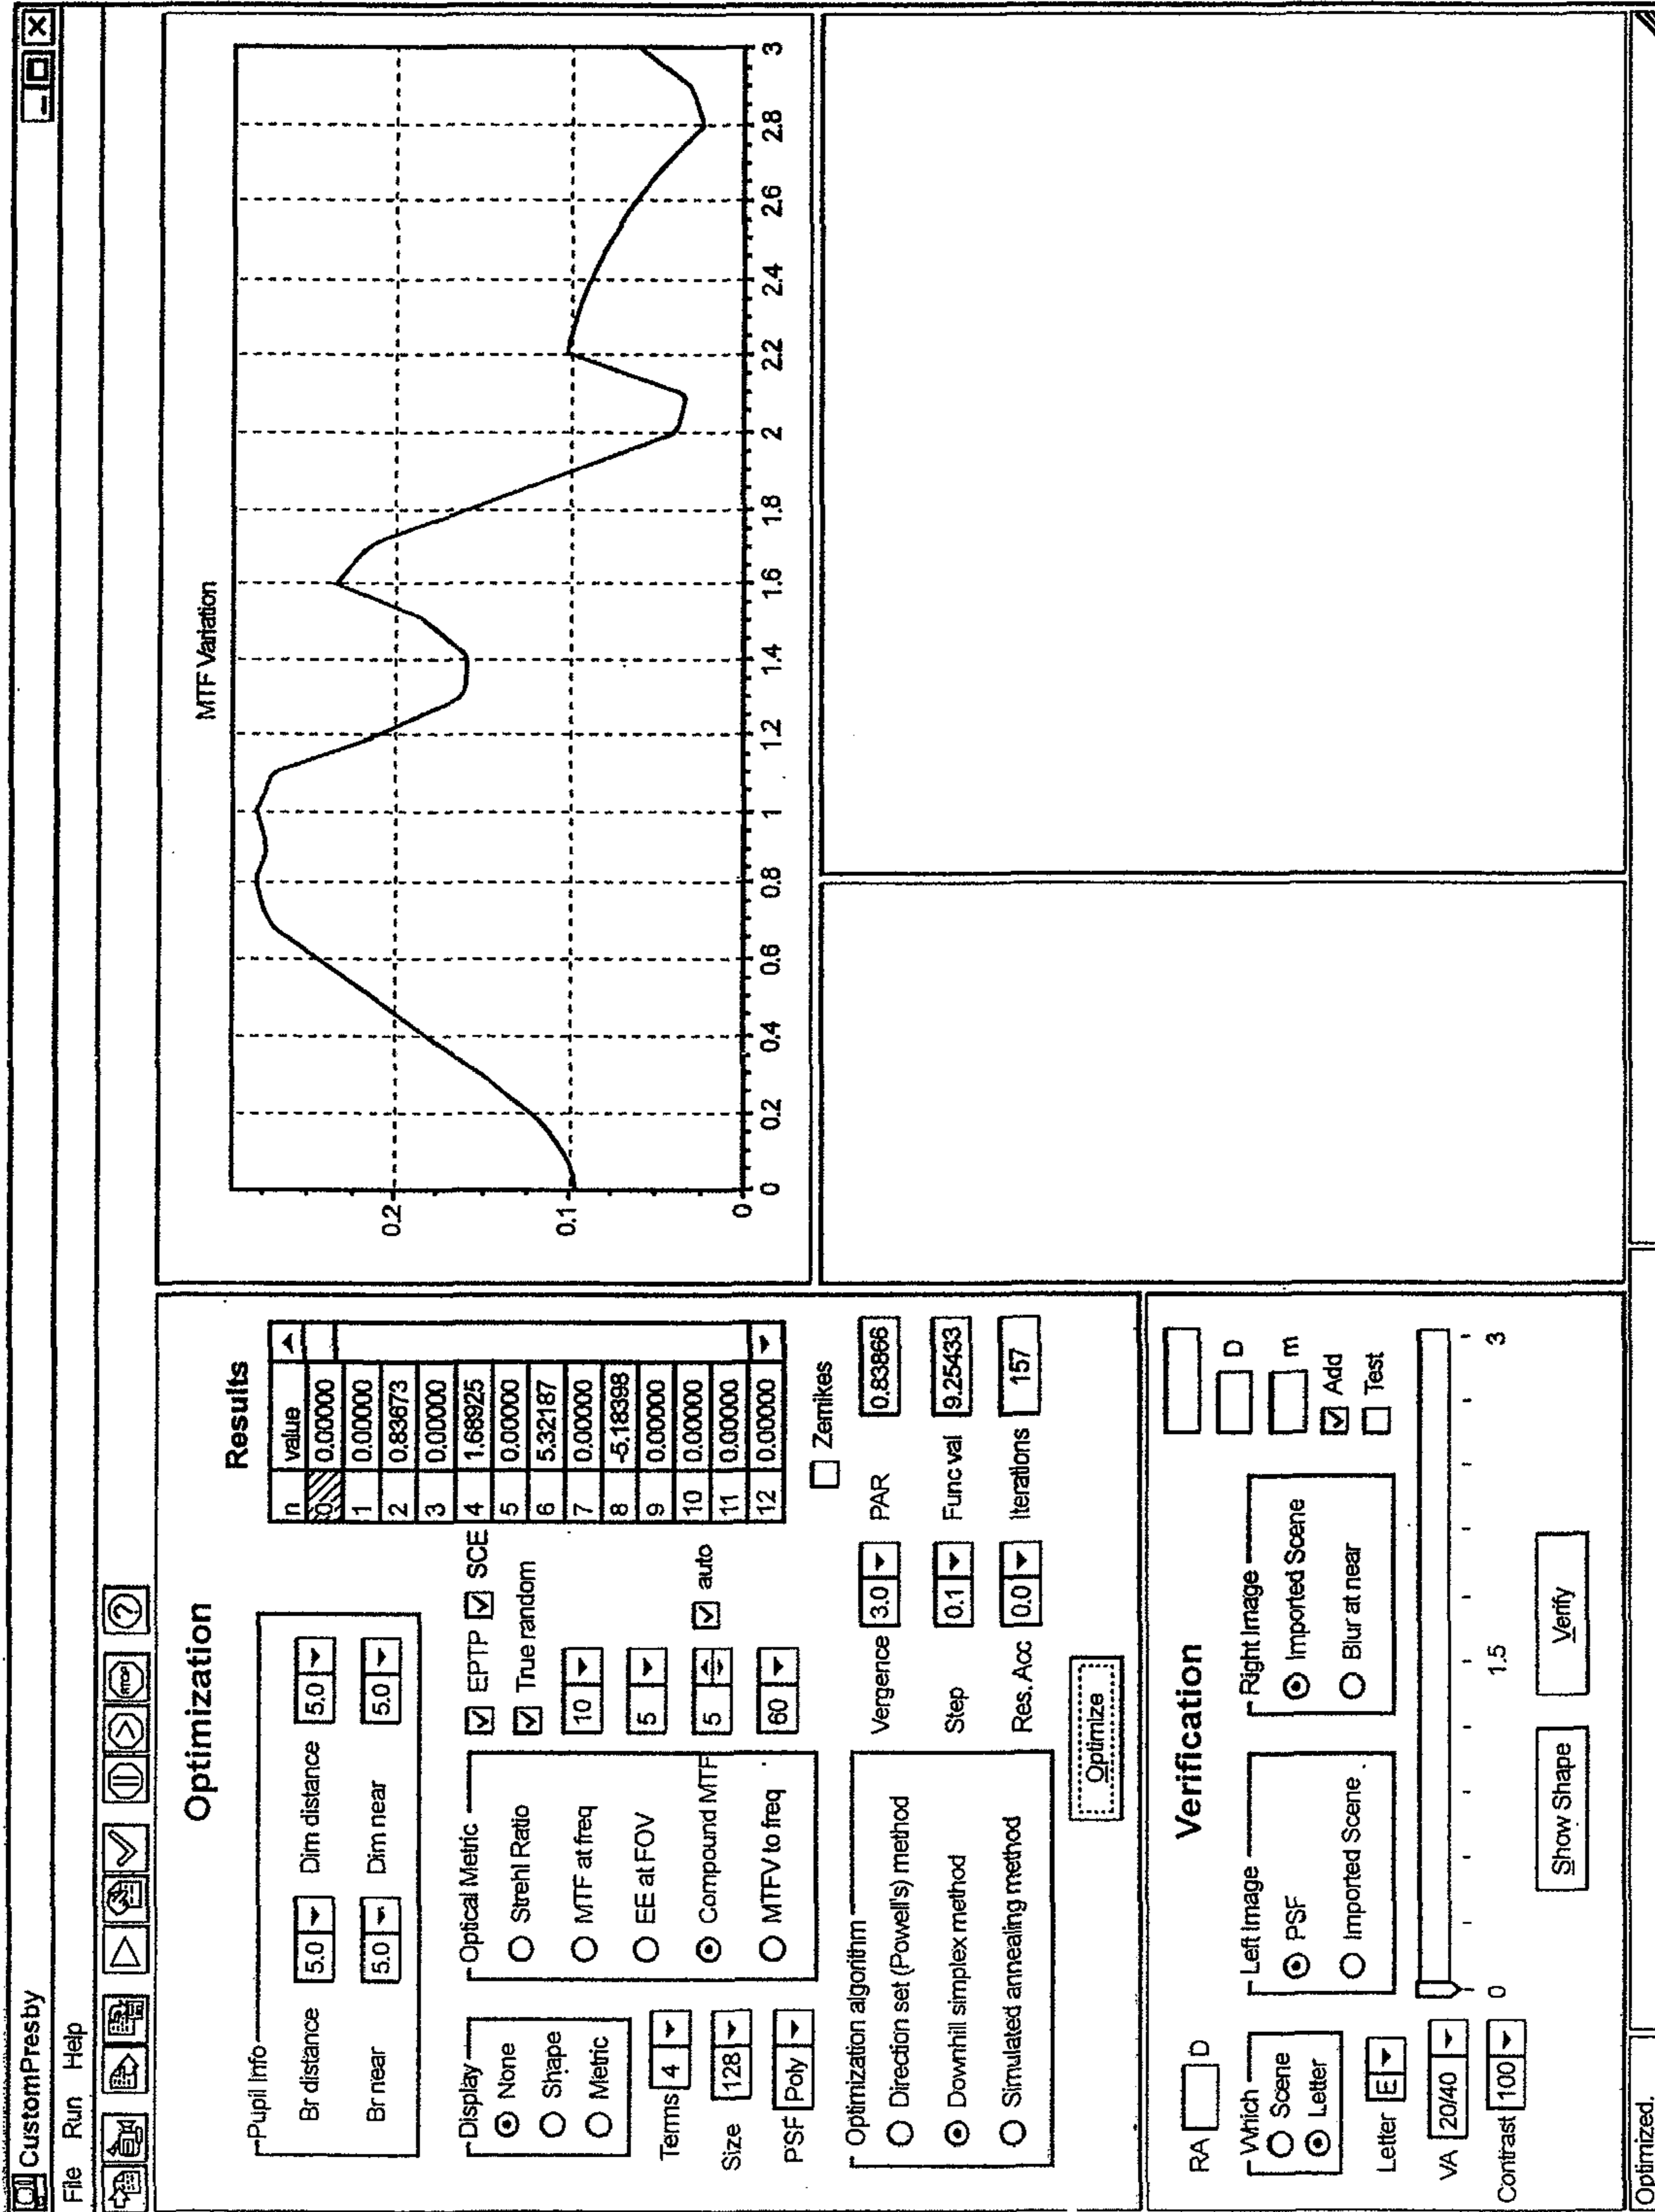 CustomPresby
File Run Help
STOP ?
Optimization
Pupil Info
Br distance 5.0 Dim distance 5.0
Br near 5.0 Dim near 5.0
Display
None
Shape
Metric
Terms 4
Size 128
PSF Poly
Optical Metric
Strehl Ratio
MTF at freq
EE at FOV
Compound MTF
MTFV to freq
EPTP SCE
True random
10
5
5 auto
60
Results
n value
0 0.00000
1 0.00000
2 0.83673
3 0.00000
4 1.68925
5 0.00000
6 5.32187
7 0.00000
8 -5.18398
9 0.00000
10 0.00000
11 0.00000
12 0.00000
Zernikes
Optimization algorithm
Direction set (Powell's) method
Downhill simplex method
Simulated annealing method
Vergence 3.0 PAR 0.83866
Step 0.1 Func val 9.25433
Res. Acc 0.0 Iterations 157
Optimize
MTF Variation
0.2
0.1
0
0 0.2 0.4 0.6 0.8 1 1.2 1.4 1.6 1.8 2 2.2 2.4 2.6 2.8 3
Verification
RA D
Which
Scene
Letter
Letter E
VA 20/40
Contrast 100
Left Image
PSF
Imported Scene
Right Image
Imported Scene
Blur at near
D
m
Add
Test
0 1.5 3
Show Shape Verify
Optimized.